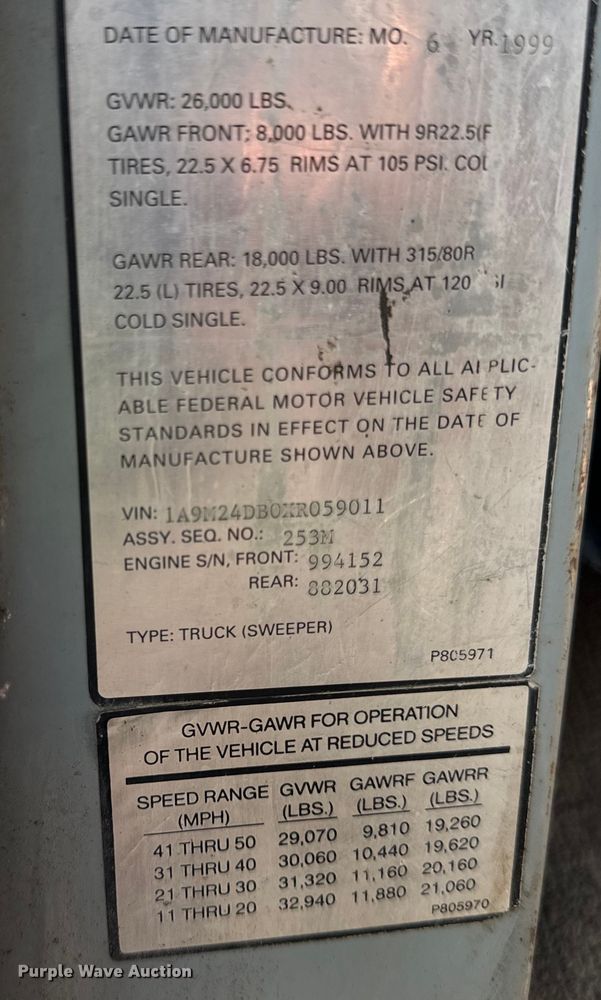 DATE OF MANUFACTURE: MO. 6 YR. 1999
GVWR: 26,000 LBS.
GAWR FRONT: 8,000 LBS. WITH 9R22.5(F
TIRES, 22.5 X 6.75 RIMS AT 105 PSI. COL
SINGLE.
GAWR REAR: 18,000 LBS. WITH 315/80R
22.5 (L) TIRES, 22.5 X 9.00 RIMS AT 120 SI
COLD SINGLE.
THIS VEHICLE CONFORMS TO ALL APPLIC-
ABLE FEDERAL MOTOR VEHICLE SAFETY
STANDARDS IN EFFECT ON THE DATE OF
MANUFACTURE SHOWN ABOVE.
VIN: 1A9M24DB0XR059011
ASSY. SEQ. NO.: 253M
ENGINE S/N, FRONT: 994152
REAR: 882031
TYPE: TRUCK (SWEEPER)
P805971
GVWR-GAWR FOR OPERATION
OF THE VEHICLE AT REDUCED SPEEDS
SPEED RANGE GVWR GAWRF GAWRR
(MPH) (LBS.) (LBS.) (LBS.)
41 THRU 50 29,070 9,810 19,260
31 THRU 40 30,060 10,440 19,620
21 THRU 30 31,320 11,160 20,160
11 THRU 20 32,940 11,880 21,060
P805970
Purple Wave Auction